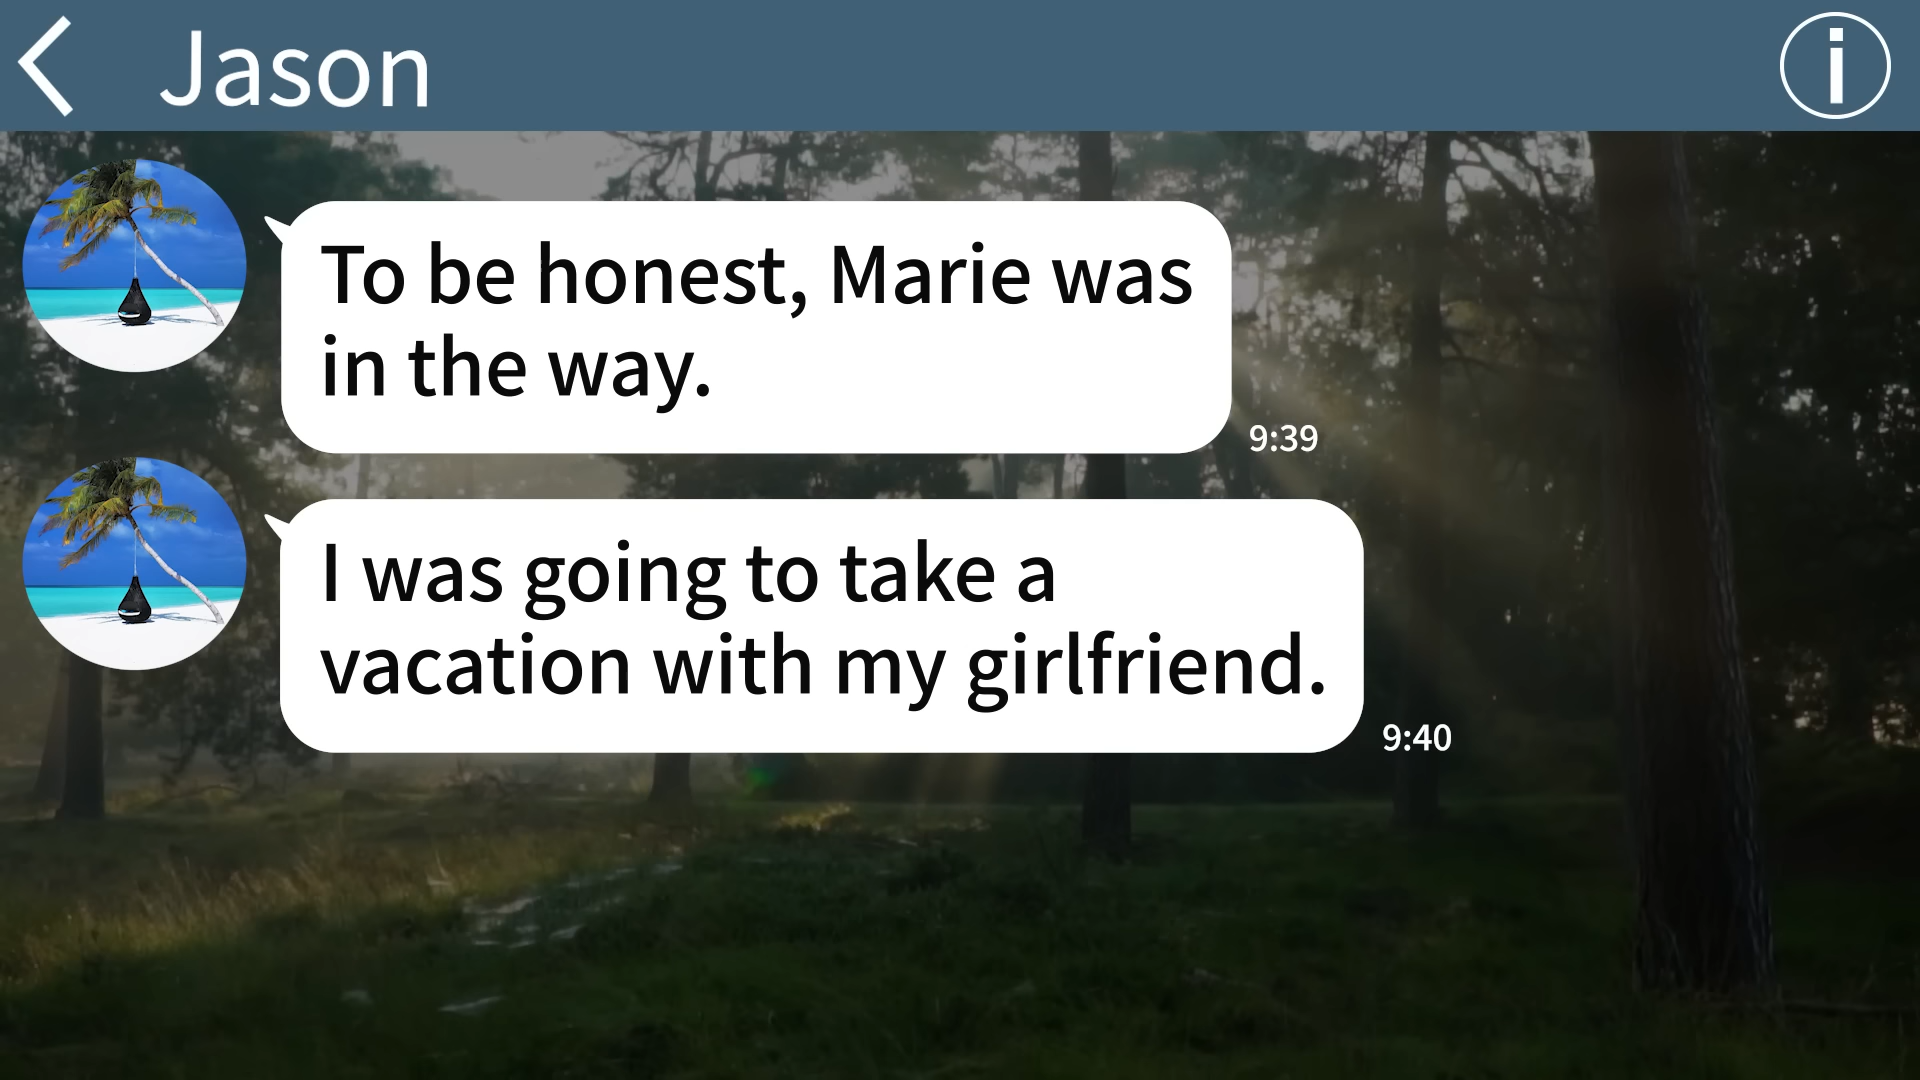 Jason
To be honest, Marie was
in the way.
9:39
I was going to take a
vacation with my girlfriend.
9:40